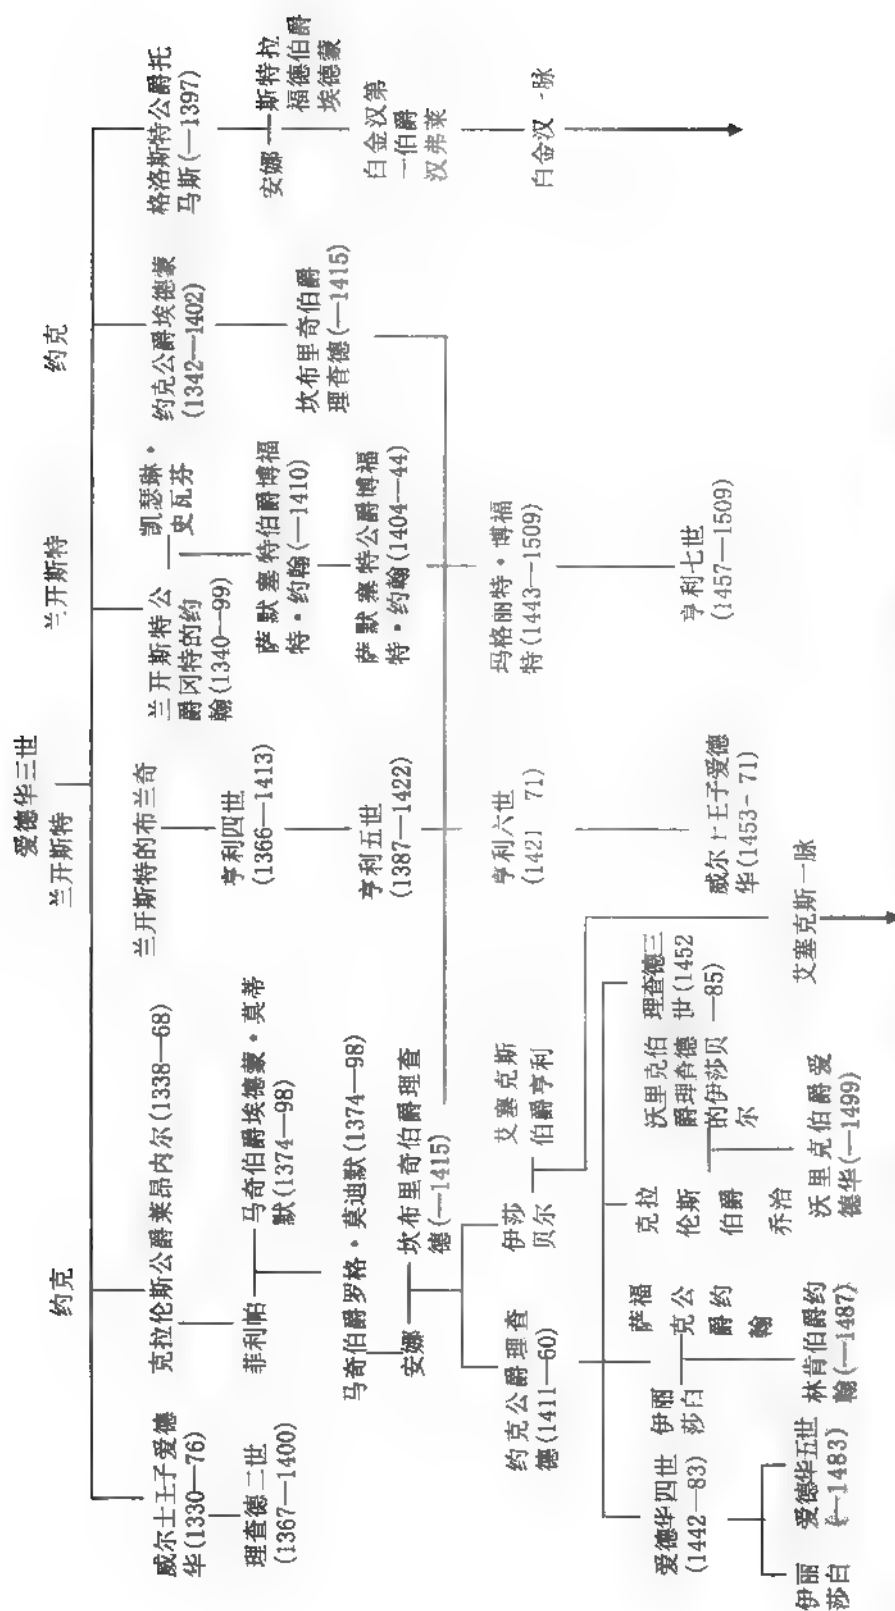 爱德华三世
约克
兰开斯特
兰开斯特
约克
威尔士王子爱德
华(1330—76)
克拉伦斯公爵莱昂内尔(1338—68)
兰开斯特的布兰奇
兰开斯特公
爵冈特的约
翰(1340—99)
凯瑟琳·
史瓦芬
约克公爵埃德蒙
(1342—1402)
格洛斯特公爵托
马斯(—1397)
理查德二世
(1367—1400)
菲利帕
马奇伯爵埃德蒙·莫蒂
默(1374—98)
亨利四世
(1366—1413)
萨默塞特伯爵博福
特·约翰(—1410)
坎布里奇伯爵
理查德(—1415)
安娜
斯特拉
福德伯爵
埃德蒙
马奇伯爵罗格·莫迪默(1374—98)
亨利五世
(1387—1422)
萨默塞特公爵博福
特·约翰(1404—44)
白金汉第
一伯爵
汉弗莱
安娜
坎布里奇伯爵理查
德(—1415)
约克公爵理查
德(1411—60)
伊莎
贝尔
艾塞克斯
伯爵亨利
亨利六世
(1421 71)
玛格丽特·博福
特(1443—1509)
白金汉一脉
爱德华四世
(1442—83)
伊丽
莎白
萨福
克公
爵约
翰
克拉
伦斯
伯爵
乔治
沃里克伯
爵理查德
的伊莎贝
尔
理查德三
世(1452
—85)
威尔士王子爱德
华(1453-71)
亨利七世
(1457—1509)
伊丽
莎白
爱德华五世
(—1483)
林肯伯爵约
翰(—1487)
沃里克伯爵爱
德华(—1499)
艾塞克斯一脉